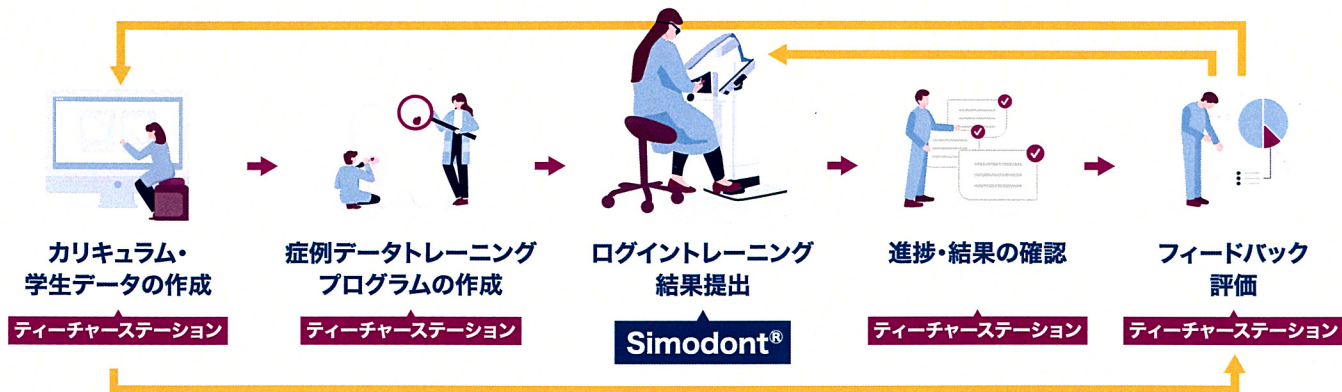 カリキュラム・
学生データの作成
ティーチャーステーション
症例データトレーニング
プログラムの作成
ティーチャーステーション
ログイントレーニング
結果提出
Simodont®
進捗・結果の確認
ティーチャーステーション
フィードバック
評価
ティーチャーステーション